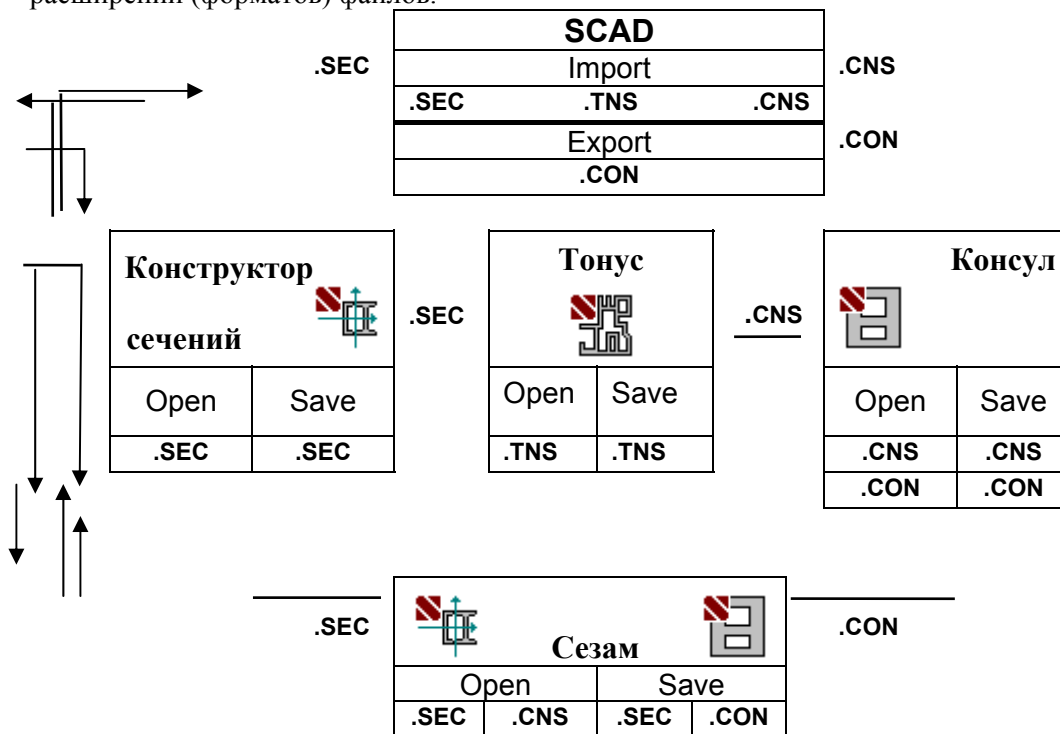 расширений (форматов) файлов.
SCAD
.SEC Import .CNS
.SEC .TNS .CNS
Export .CON
.CON
Конструктор
сечений
.SEC
Тонус
.CNS
Консул
Open Save
Open Save
Open Save
.SEC .SEC
.TNS .TNS
.CNS .CNS
.CON .CON
.SEC
Сезам
.CON
Open Save
.SEC .CNS .SEC .CON